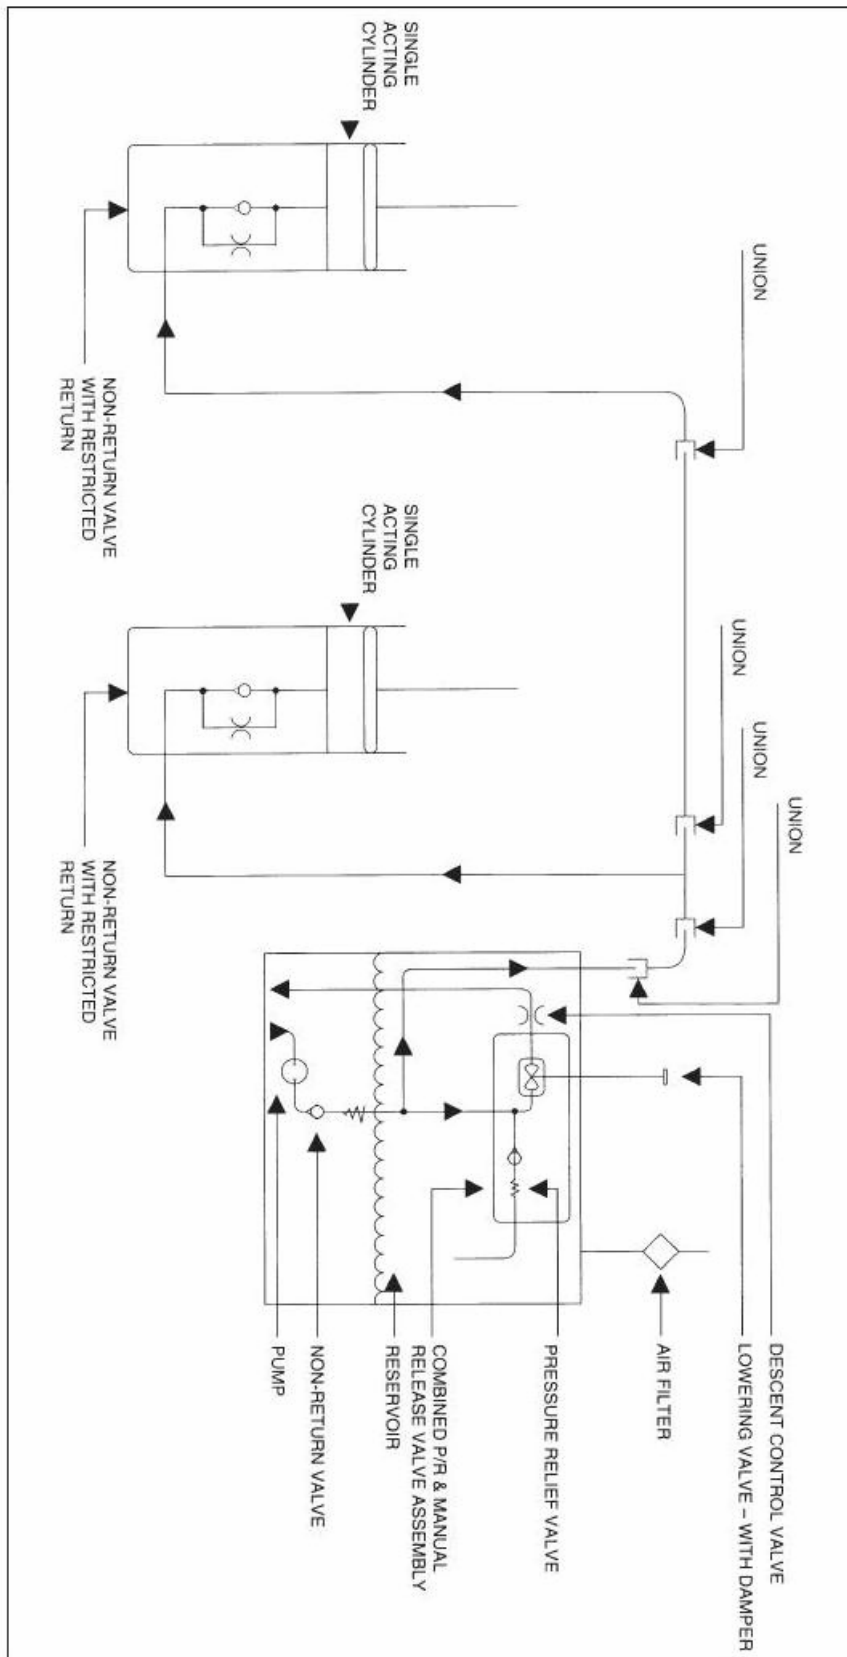 SINGLE
ACTING
CYLINDER
NON-RETURN VALVE
WITH RESTRICTED
RETURN
UNION
SINGLE
ACTING
CYLINDER
NON-RETURN VALVE
WITH RESTRICTED
RETURN
UNION
UNION
UNION
DESCENT CONTROL VALVE
LOWERING VALVE – WITH DAMPER
AIR FILTER
PRESSURE RELIEF VALVE
COMBINED P/R & MANUAL
RELEASE VALVE ASSEMBLY
RESERVOIR
NON-RETURN VALVE
PUMP